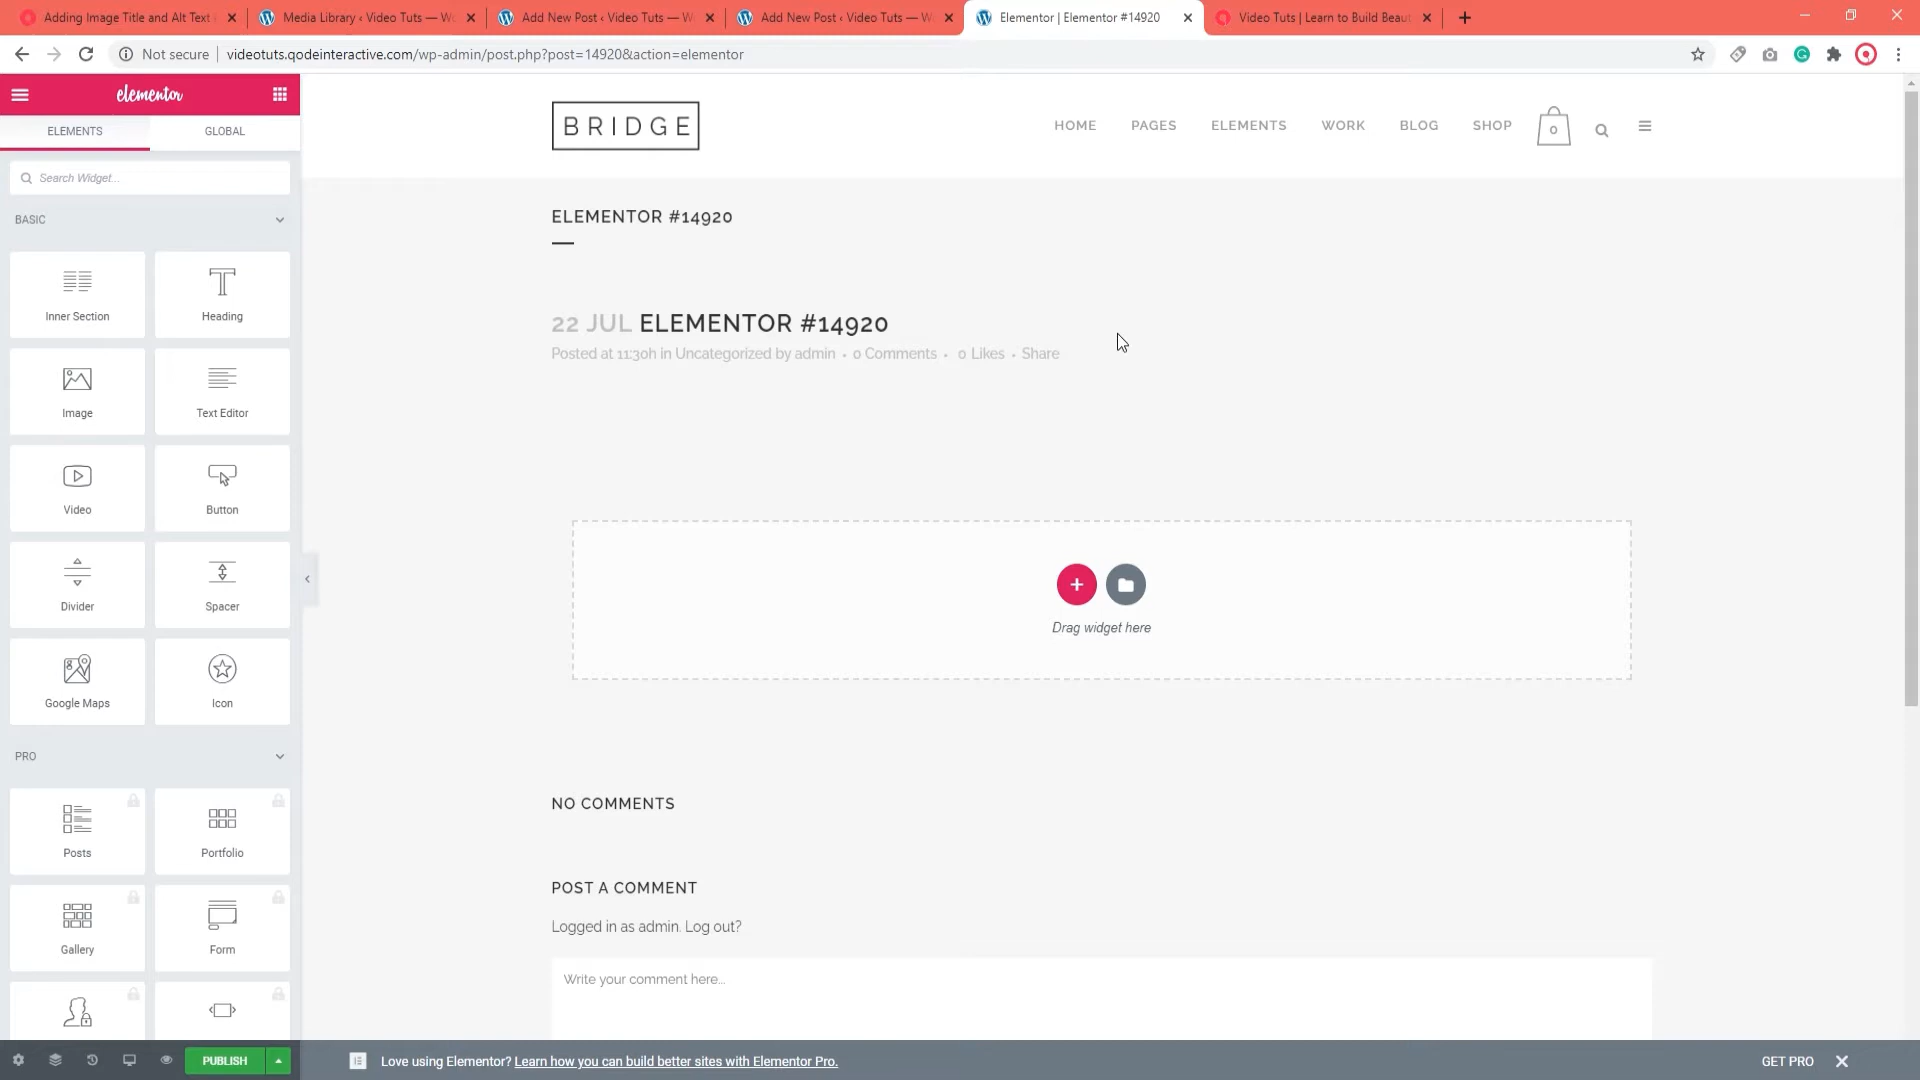 Adding Image Title and Alt Text
Media Library ‹ Video Tuts — W
Add New Post ‹ Video Tuts — W
Add New Post ‹ Video Tuts — W
Elementor | Elementor #14920
Video Tuts | Learn to Build Beau
Not secure
videotuts.qodeinteractive.com/wp-admin/post.php?post=14920&action=elementor
elementor
ELEMENTS
GLOBAL
Search Widget...
BASIC
Inner Section
Heading
Image
Text Editor
Video
Button
Divider
Spacer
Google Maps
Icon
PRO
Posts
Portfolio
Gallery
Form
PUBLISH
BRIDGE
HOME
PAGES
ELEMENTS
WORK
BLOG
SHOP
0
ELEMENTOR #14920
22 JUL ELEMENTOR #14920
Posted at 11:30h in Uncategorized by admin • 0 Comments • 0 Likes • Share
Drag widget here
NO COMMENTS
POST A COMMENT
Logged in as admin. Log out?
Write your comment here...
Love using Elementor? Learn how you can build better sites with Elementor Pro.
GET PRO